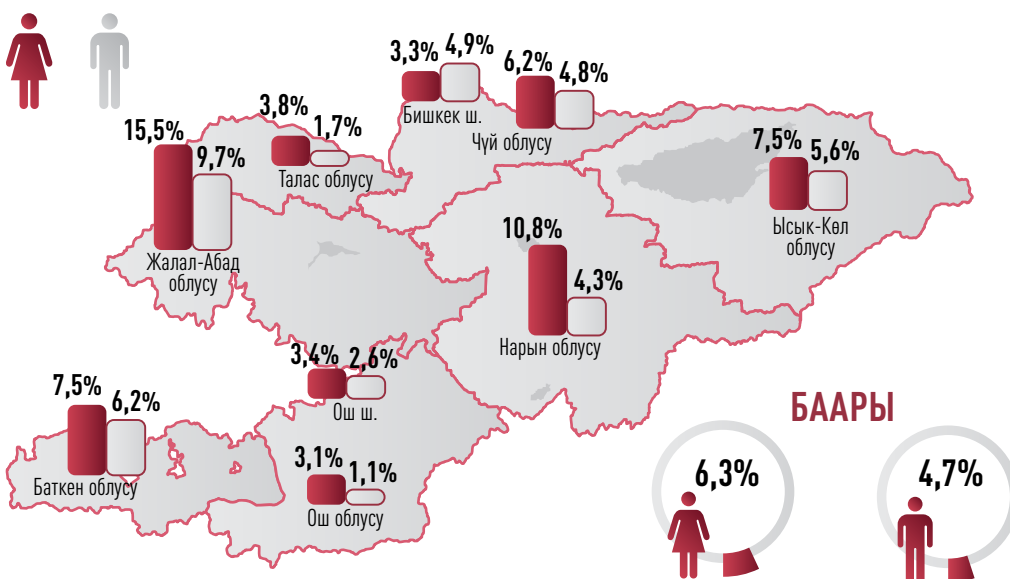 3,3% 4,9%
Бишкек ш.
6,2% 4,8%
Чүй облусу
3,8% 1,7%
Талас облусу
15,5% 9,7%
Жалал-Абад
облусу
7,5% 5,6%
Ысык-Көл
облусу
10,8% 4,3%
Нарын облусу
3,4% 2,6%
Ош ш.
7,5% 6,2%
Баткен облусу
3,1% 1,1%
Ош облусу
БААРЫ
6,3% 4,7%